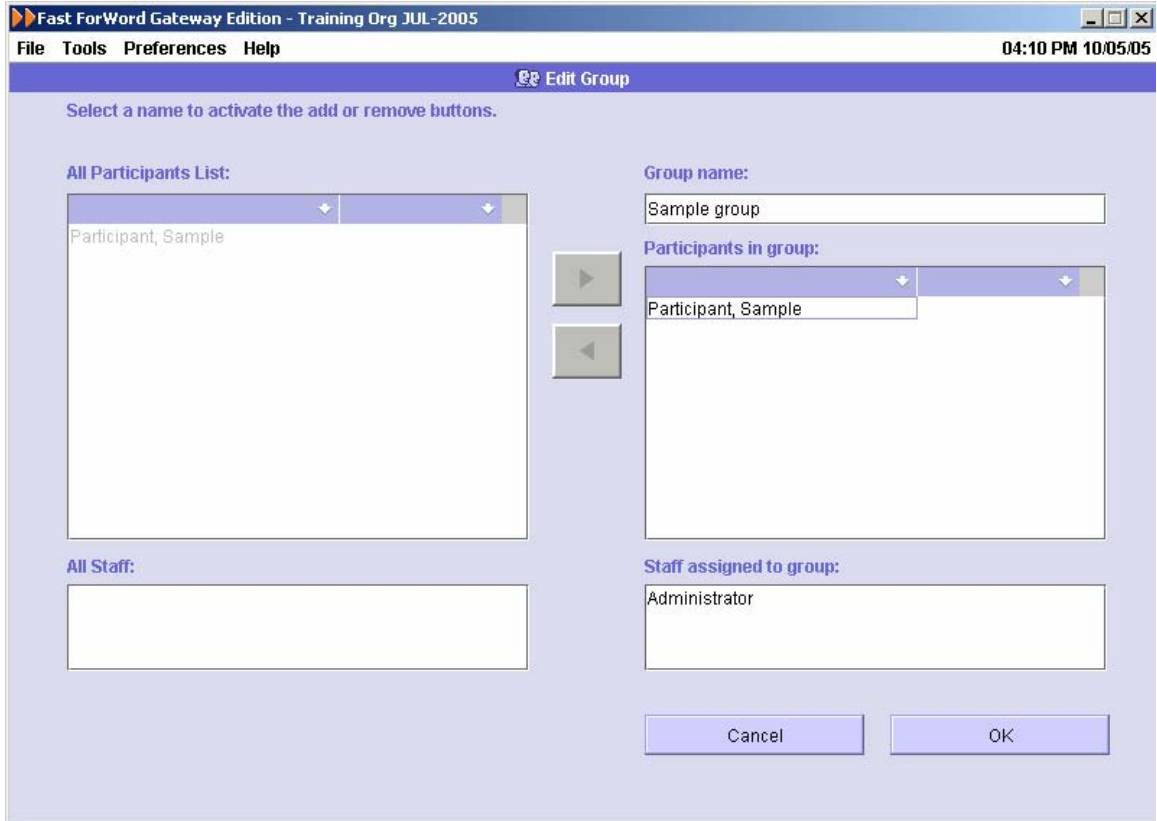 Fast ForWord Gateway Edition - Training Org JUL-2005
File Tools Preferences Help 04:10 PM 10/05/05
Edit Group
Select a name to activate the add or remove buttons.
All Participants List:
Participant, Sample
Group name:
Sample group
Participants in group:
Participant, Sample
All Staff:
Staff assigned to group:
Administrator
Cancel OK